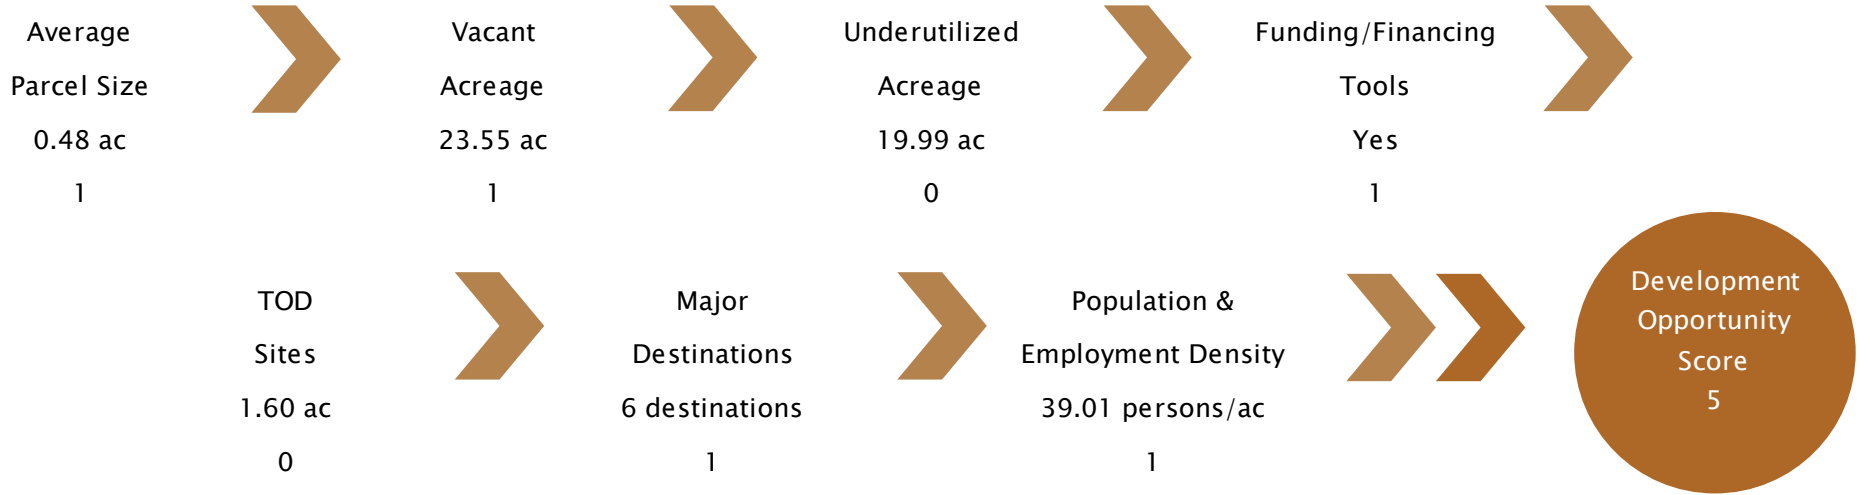 Average
Parcel Size
0.48 ac
1
Vacant
Acreage
23.55 ac
1
Underutilized
Acreage
19.99 ac
0
Funding/Financing
Tools
Yes
1
TOD
Sites
1.60 ac
0
Major
Destinations
6 destinations
1
Population &
Employment Density
39.01 persons/ac
1
Development
Opportunity
Score
5